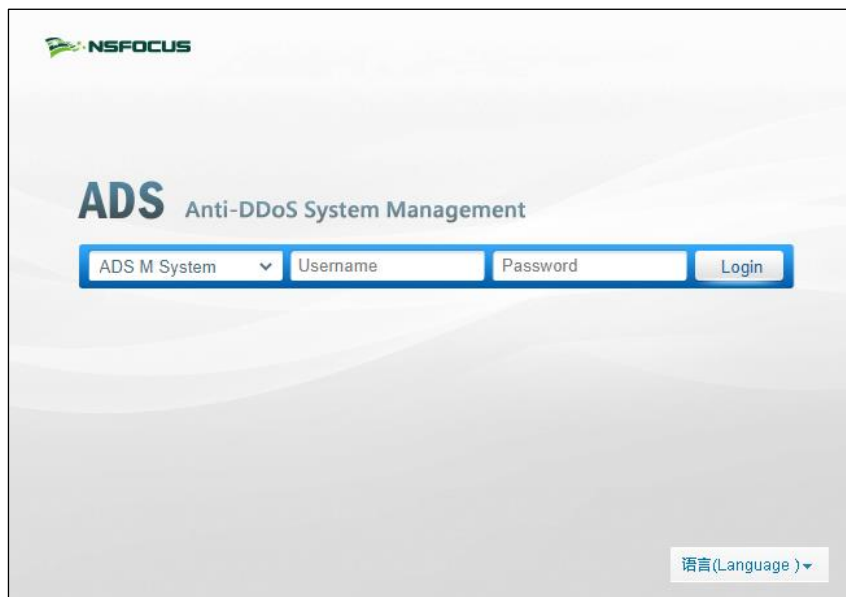 NSFOCUS
ADS Anti-DDoS System Management
ADS M System Username Password Login
语言(Language )